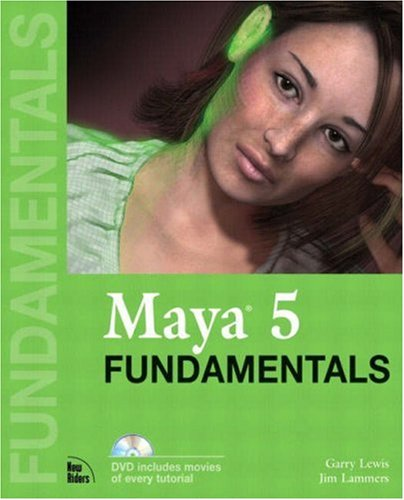 FUNDAMENTALS
Maya® 5
FUNDAMENTALS
New
Riders
DVD includes movies
of every tutorial
Garry Lewis
Jim Lammers